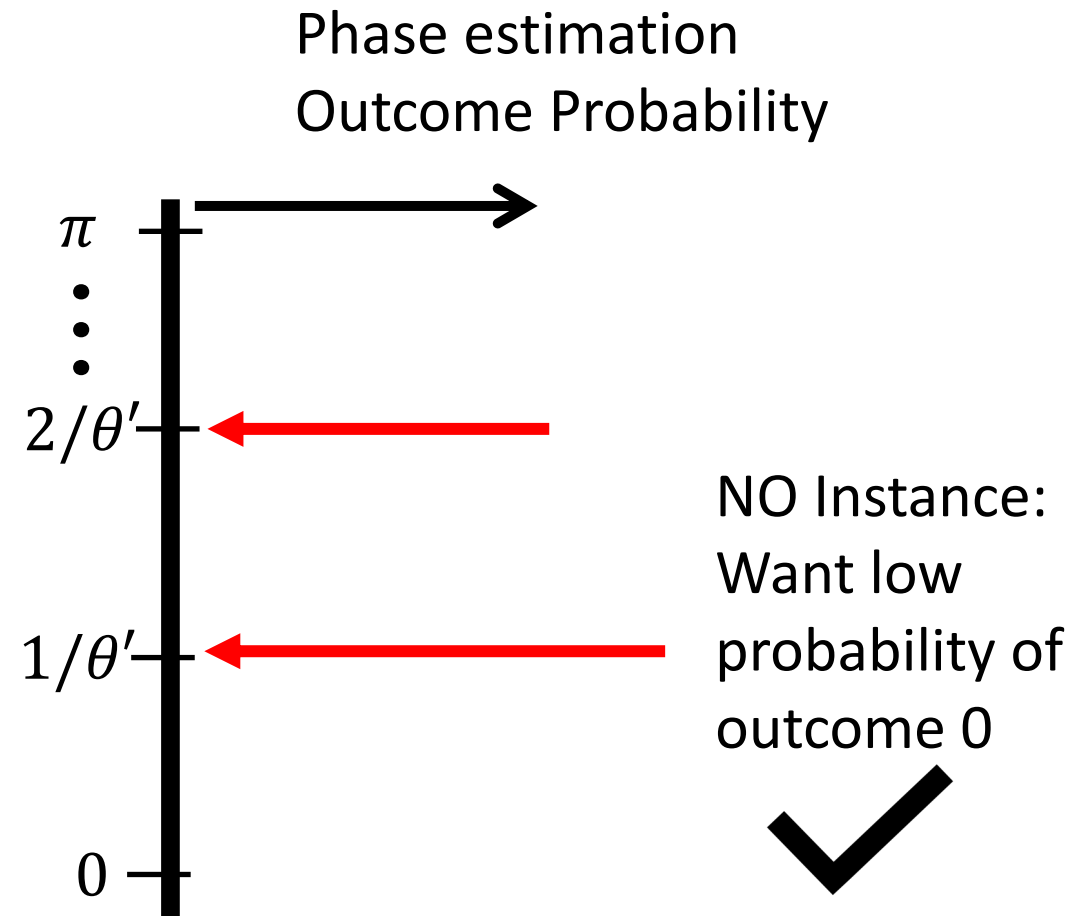 Phase estimation
Outcome Probability
π
⋮
2/θ′
1/θ′
0
NO Instance:
Want low
probability of
outcome 0